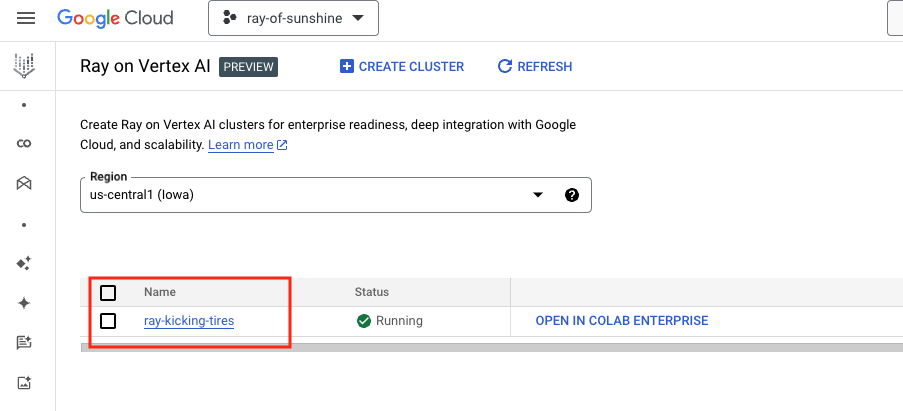 Google Cloud
ray-of-sunshine
Ray on Vertex AI PREVIEW CREATE CLUSTER REFRESH
Create Ray on Vertex AI clusters for enterprise readiness, deep integration with Google
Cloud, and scalability. Learn more
Region
us-central1 (Iowa)
Name Status
ray-kicking-tires Running OPEN IN COLAB ENTERPRISE